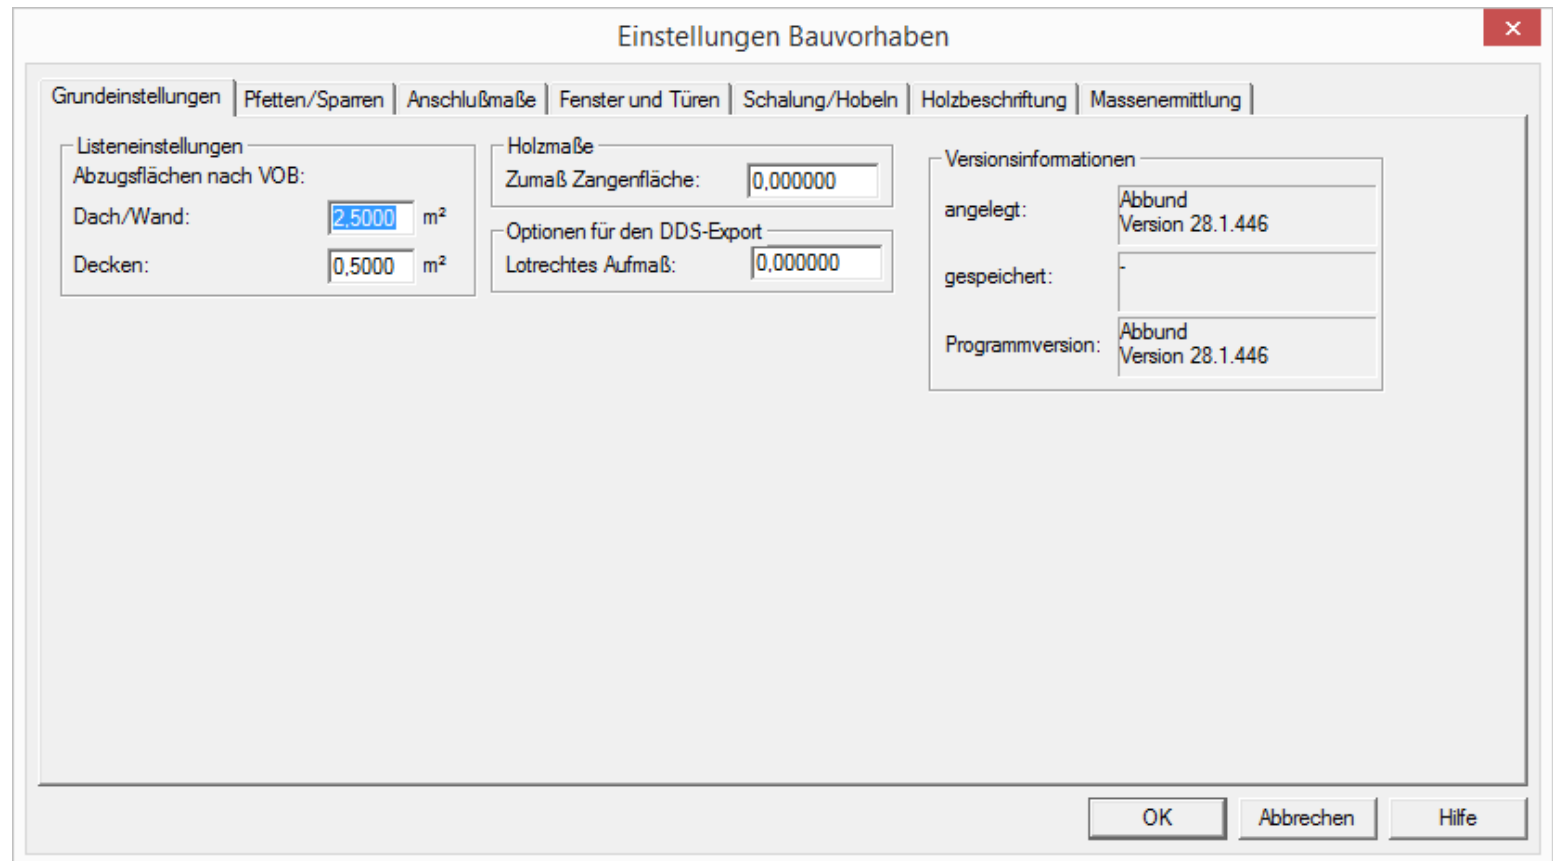 Einstellungen Bauvorhaben
Grundeinstellungen Pfetten/Sparren Anschlußmaße Fenster und Türen Schalung/Hobeln Holzbeschriftung Massenermittlung
Listeneinstellungen
Abzugsflächen nach VOB:
Dach/Wand: 2,5000 m²
Decken: 0,5000 m²
Holzmaße
Zumaß Zangenfläche: 0,000000
Optionen für den DDS-Export
Lotrechtes Aufmaß: 0,000000
Versionsinformationen
angelegt: Abbund
Version 28.1.446
gespeichert: -
Programmversion: Abbund
Version 28.1.446
OK Abbrechen Hilfe